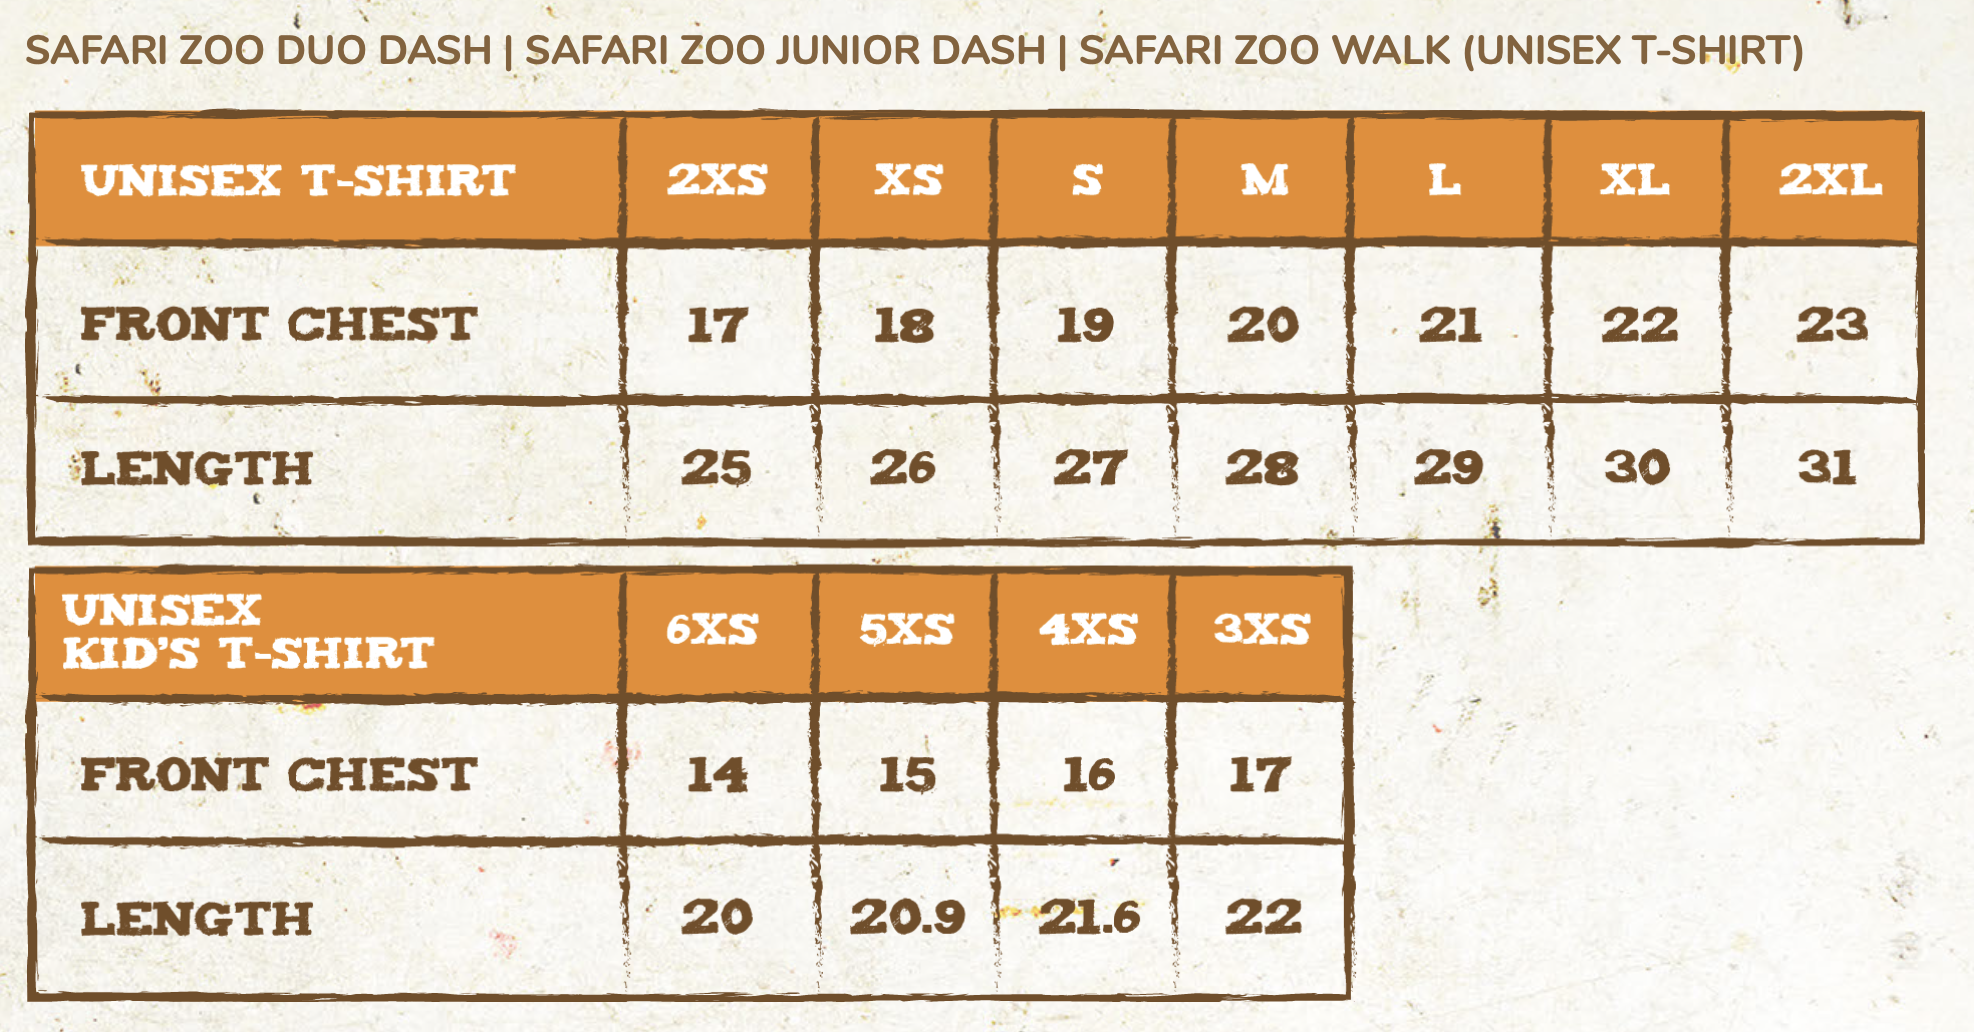 SAFARI ZOO DUO DASH | SAFARI ZOO JUNIOR DASH | SAFARI ZOO WALK (UNISEX T-SHIRT)
UNISEX T-SHIRT 2XS XS S M L XL 2XL
FRONT CHEST 17 18 19 20 21 22 23
LENGTH 25 26 27 28 29 30 31
UNISEX
KID'S T-SHIRT 6XS 5XS 4XS 3XS
FRONT CHEST 14 15 16 17
LENGTH 20 20.9 21.6 22